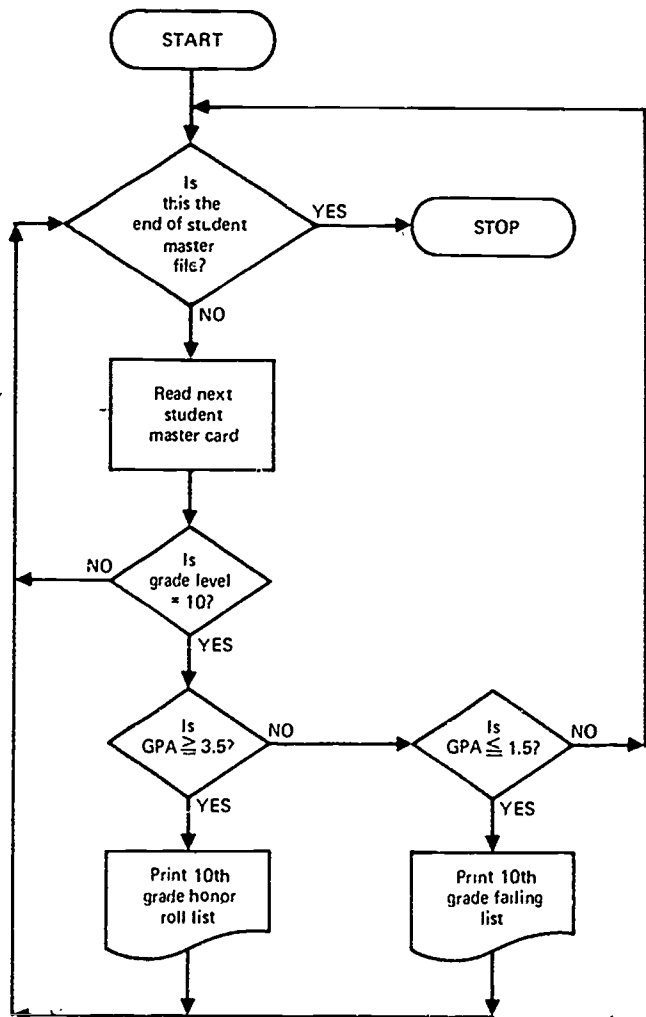 START
Is
this the
end of student
master
file?
YES
STOP
NO
Read next
student
master card
NO
Is
grade level
= 10?
YES
Is
GPA ≧ 3.5?
NO
Is
GPA ≦ 1.5?
NO
YES
YES
Print 10th
grade honor
roll list
Print 10th
grade failing
list